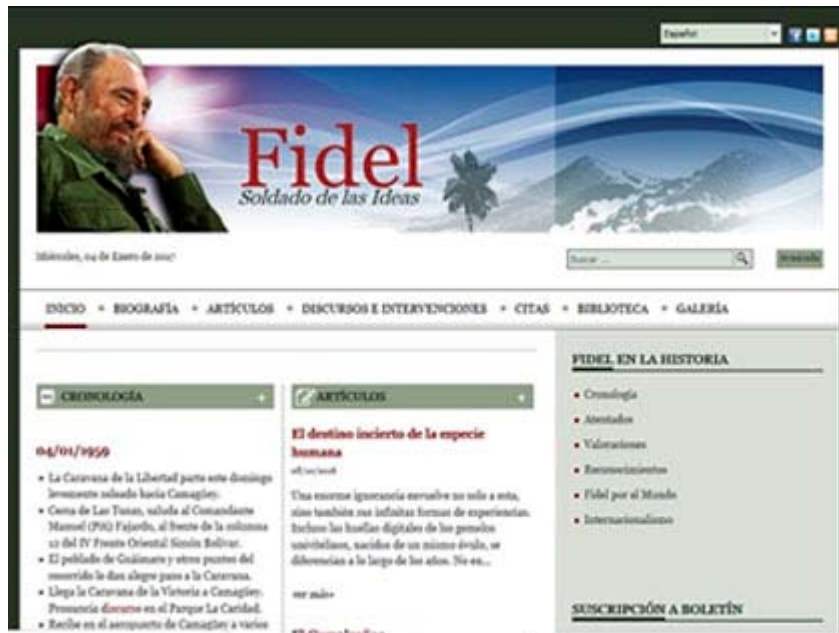 Español
Fidel
Soldado de las Ideas
Miércoles, 04 de Enero de 2017
Buscar ...
Avanzada
INICIO • BIOGRAFÍA • ARTÍCULOS • DISCURSOS E INTERVENCIONES • CITAS • BIBLIOTECA • GALERÍA
CRONOLOGÍA
04/01/1959
• La Caravana de la Libertad parte este domingo
levemente soleado hacia Camagüey.
• Cerca de Las Tunas, saluda al Comandante
Manuel (Piti) Fajardo, al frente de la columna
12 del IV Frente Oriental Simón Bolívar.
• El poblado de Guáimaro y otros puntos del
recorrido le dan alegre paso a la Caravana.
• Llega la Caravana de la Victoria a Camagüey.
Pronuncia discurso en el Parque La Caridad.
• Recibe en el aeropuerto de Camagüey a varios
ARTÍCULOS
El destino incierto de la especie
humana
Una enorme ignorancia envuelve no solo a esta,
sino también sus infinitas formas de experiencias.
Incluso las huellas digitales de los gemelos
univitelinos, nacidos de un mismo óvulo, se
diferencian a lo largo de los años. No en...
ver más»
El Cumpleaños
FIDEL EN LA HISTORIA
• Cronología
• Atentados
• Valoraciones
• Reconocimientos
• Fidel por el Mundo
• Internacionalismo
SUSCRIPCIÓN A BOLETÍN